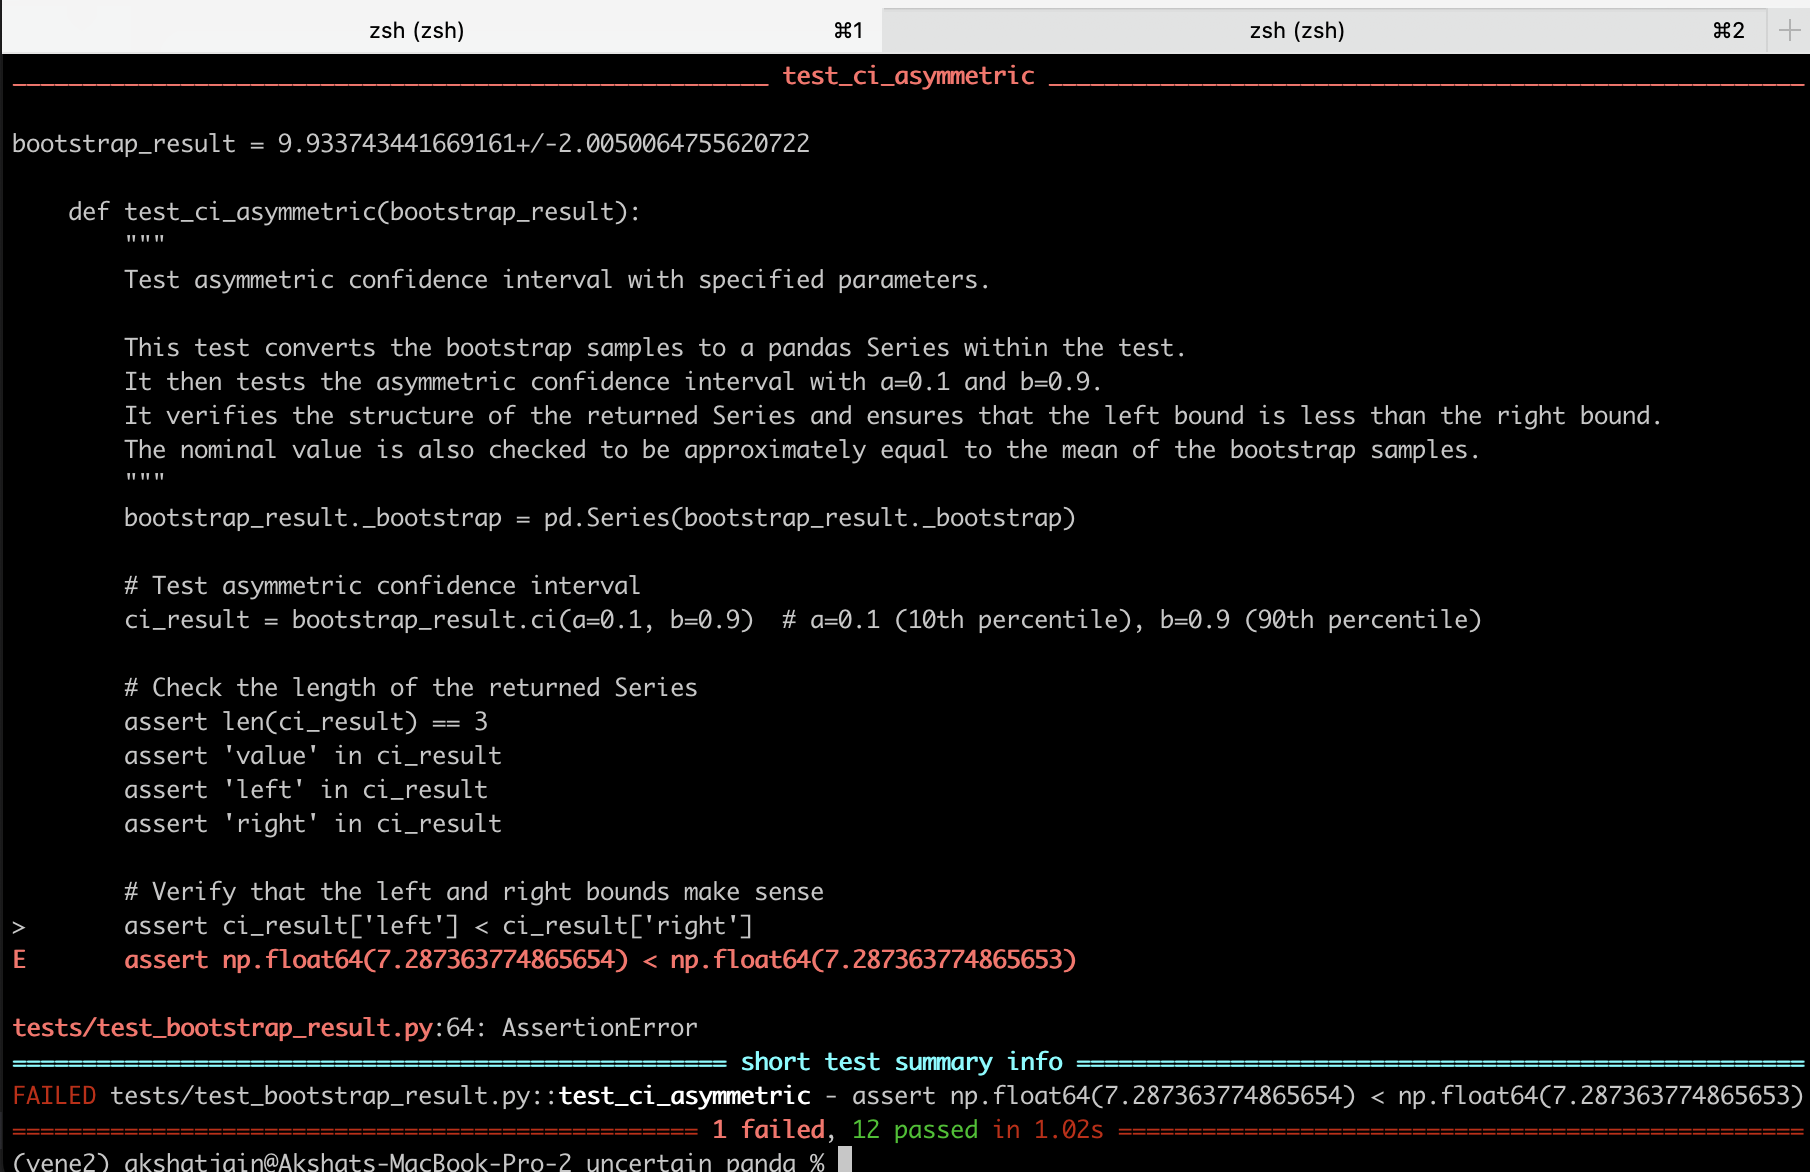 zsh (zsh) ⌘1 zsh (zsh) ⌘2 +
test_ci_asymmetric
bootstrap_result = 9.933743441669161+/-2.0050064755620722
    def test_ci_asymmetric(bootstrap_result):
        """
        Test asymmetric confidence interval with specified parameters.
        This test converts the bootstrap samples to a pandas Series within the test.
        It then tests the asymmetric confidence interval with a=0.1 and b=0.9.
        It verifies the structure of the returned Series and ensures that the left bound is less than the right bound.
        The nominal value is also checked to be approximately equal to the mean of the bootstrap samples.
        """
        bootstrap_result._bootstrap = pd.Series(bootstrap_result._bootstrap)
        # Test asymmetric confidence interval
        ci_result = bootstrap_result.ci(a=0.1, b=0.9)  # a=0.1 (10th percentile), b=0.9 (90th percentile)
        # Check the length of the returned Series
        assert len(ci_result) == 3
        assert 'value' in ci_result
        assert 'left' in ci_result
        assert 'right' in ci_result
        # Verify that the left and right bounds make sense
>       assert ci_result['left'] < ci_result['right']
E       assert np.float64(7.287363774865654) < np.float64(7.287363774865653)
tests/test_bootstrap_result.py:64: AssertionError
short test summary info
FAILED tests/test_bootstrap_result.py::test_ci_asymmetric - assert np.float64(7.287363774865654) < np.float64(7.287363774865653)
1 failed, 12 passed in 1.02s
(vene2) akshatjain@Akshats-MacBook-Pro-2 uncertain_panda %